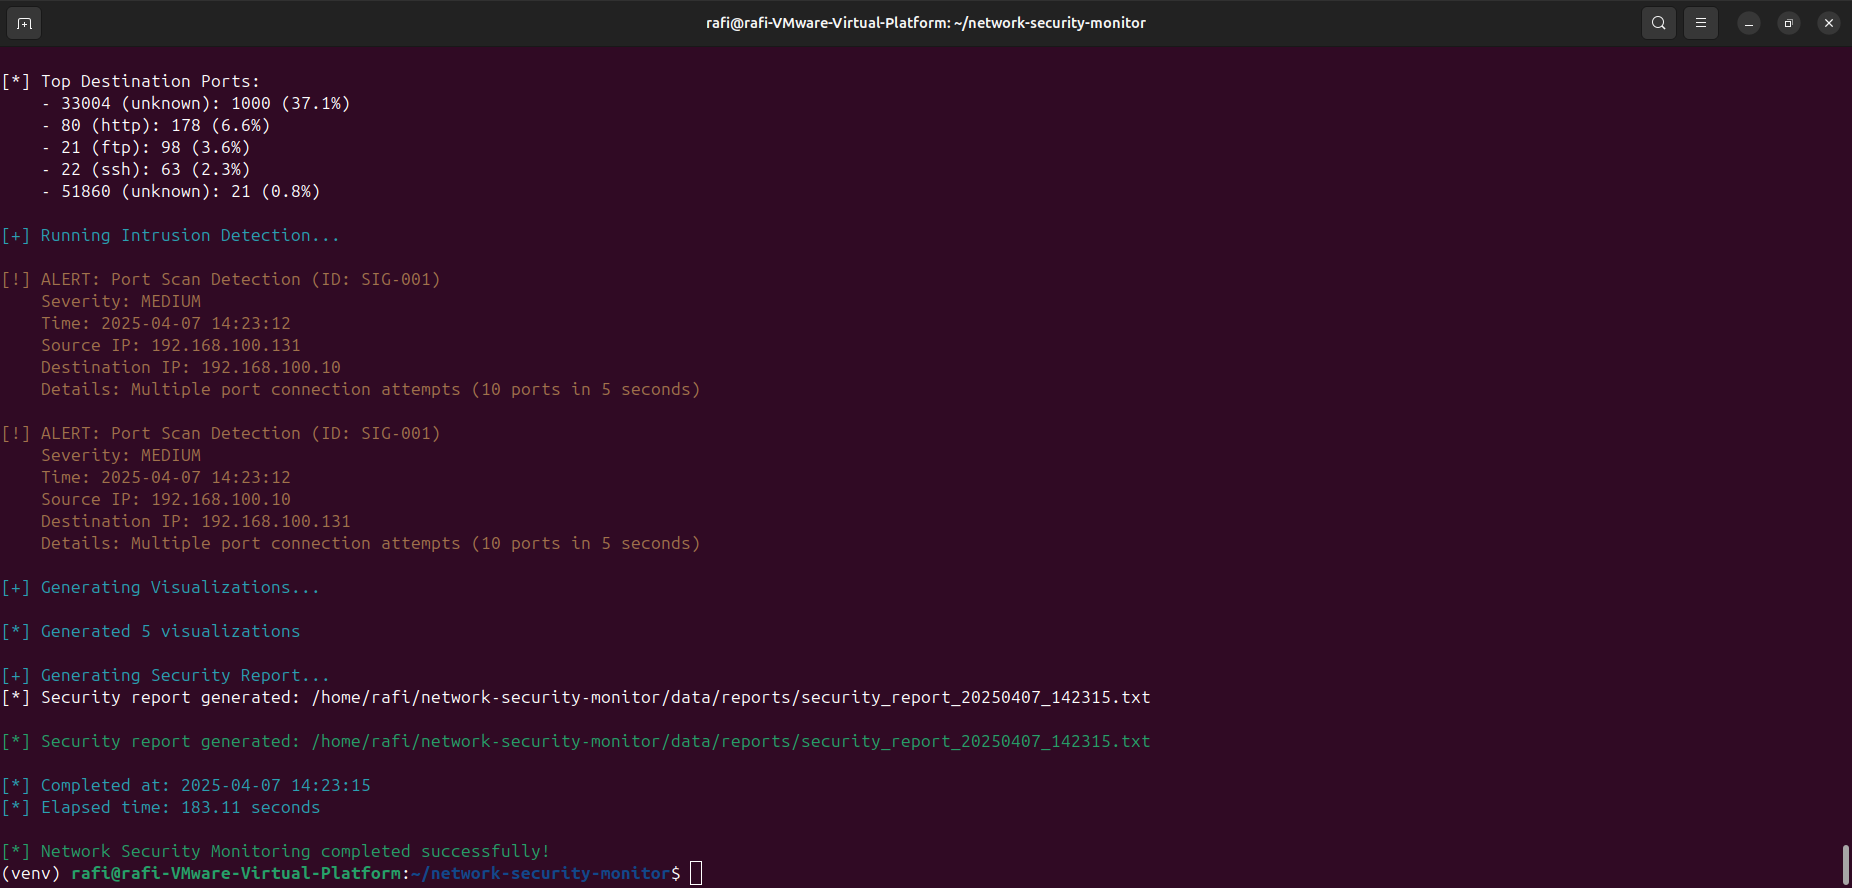 rafi@rafi-VMware-Virtual-Platform: ~/network-security-monitor
[*] Top Destination Ports:
    - 33004 (unknown): 1000 (37.1%)
    - 80 (http): 178 (6.6%)
    - 21 (ftp): 98 (3.6%)
    - 22 (ssh): 63 (2.3%)
    - 51860 (unknown): 21 (0.8%)
[+] Running Intrusion Detection...
[!] ALERT: Port Scan Detection (ID: SIG-001)
    Severity: MEDIUM
    Time: 2025-04-07 14:23:12
    Source IP: 192.168.100.131
    Destination IP: 192.168.100.10
    Details: Multiple port connection attempts (10 ports in 5 seconds)
[!] ALERT: Port Scan Detection (ID: SIG-001)
    Severity: MEDIUM
    Time: 2025-04-07 14:23:12
    Source IP: 192.168.100.10
    Destination IP: 192.168.100.131
    Details: Multiple port connection attempts (10 ports in 5 seconds)
[+] Generating Visualizations...
[*] Generated 5 visualizations
[+] Generating Security Report...
[*] Security report generated: /home/rafi/network-security-monitor/data/reports/security_report_20250407_142315.txt
[*] Security report generated: /home/rafi/network-security-monitor/data/reports/security_report_20250407_142315.txt
[*] Completed at: 2025-04-07 14:23:15
[*] Elapsed time: 183.11 seconds
[*] Network Security Monitoring completed successfully!
(venv) rafi@rafi-VMware-Virtual-Platform:~/network-security-monitor$